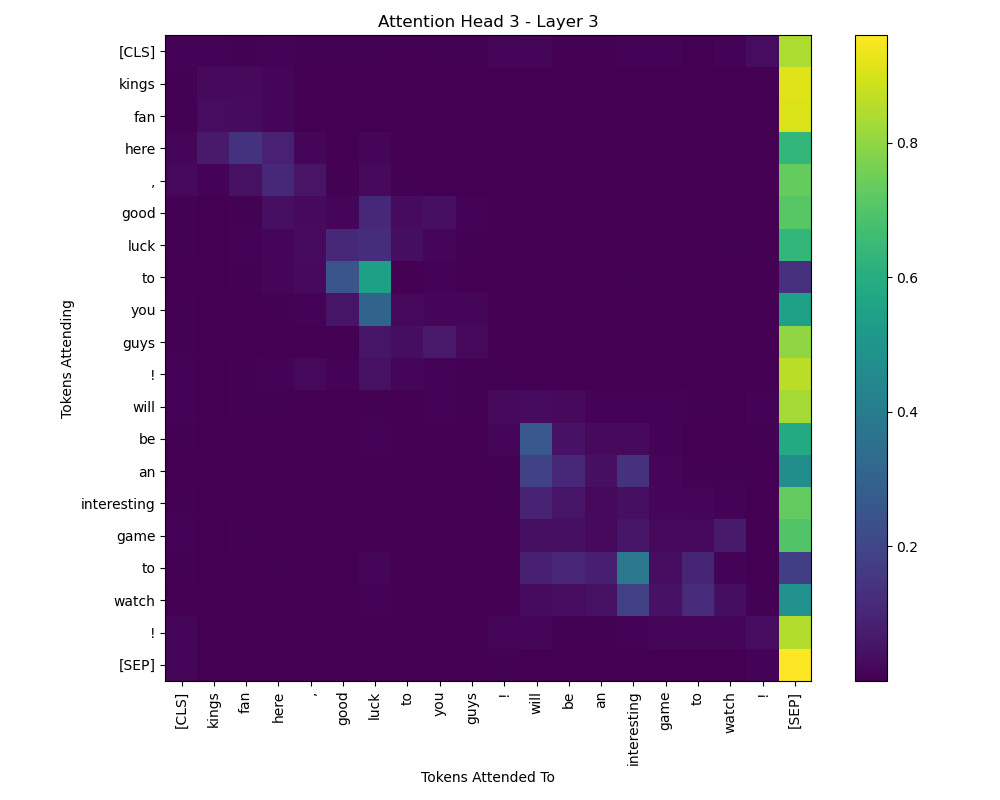 Attention Head 3 - Layer 3
Tokens Attending
[CLS]
kings
fan
here
,
good
luck
to
you
guys
!
will
be
an
interesting
game
to
watch
!
[SEP]
[CLS] kings fan here , good luck to you guys ! will be an interesting game to watch ! [SEP]
Tokens Attended To
0.8
0.6
0.4
0.2